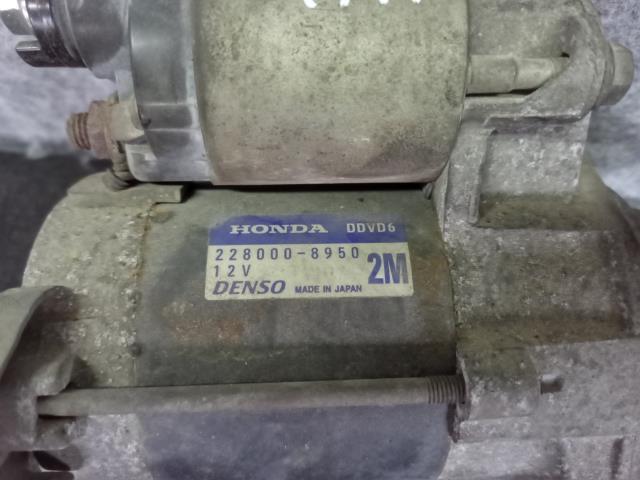 HONDA DDVD6
228000-8950
12V 2M
DENSO MADE IN JAPAN